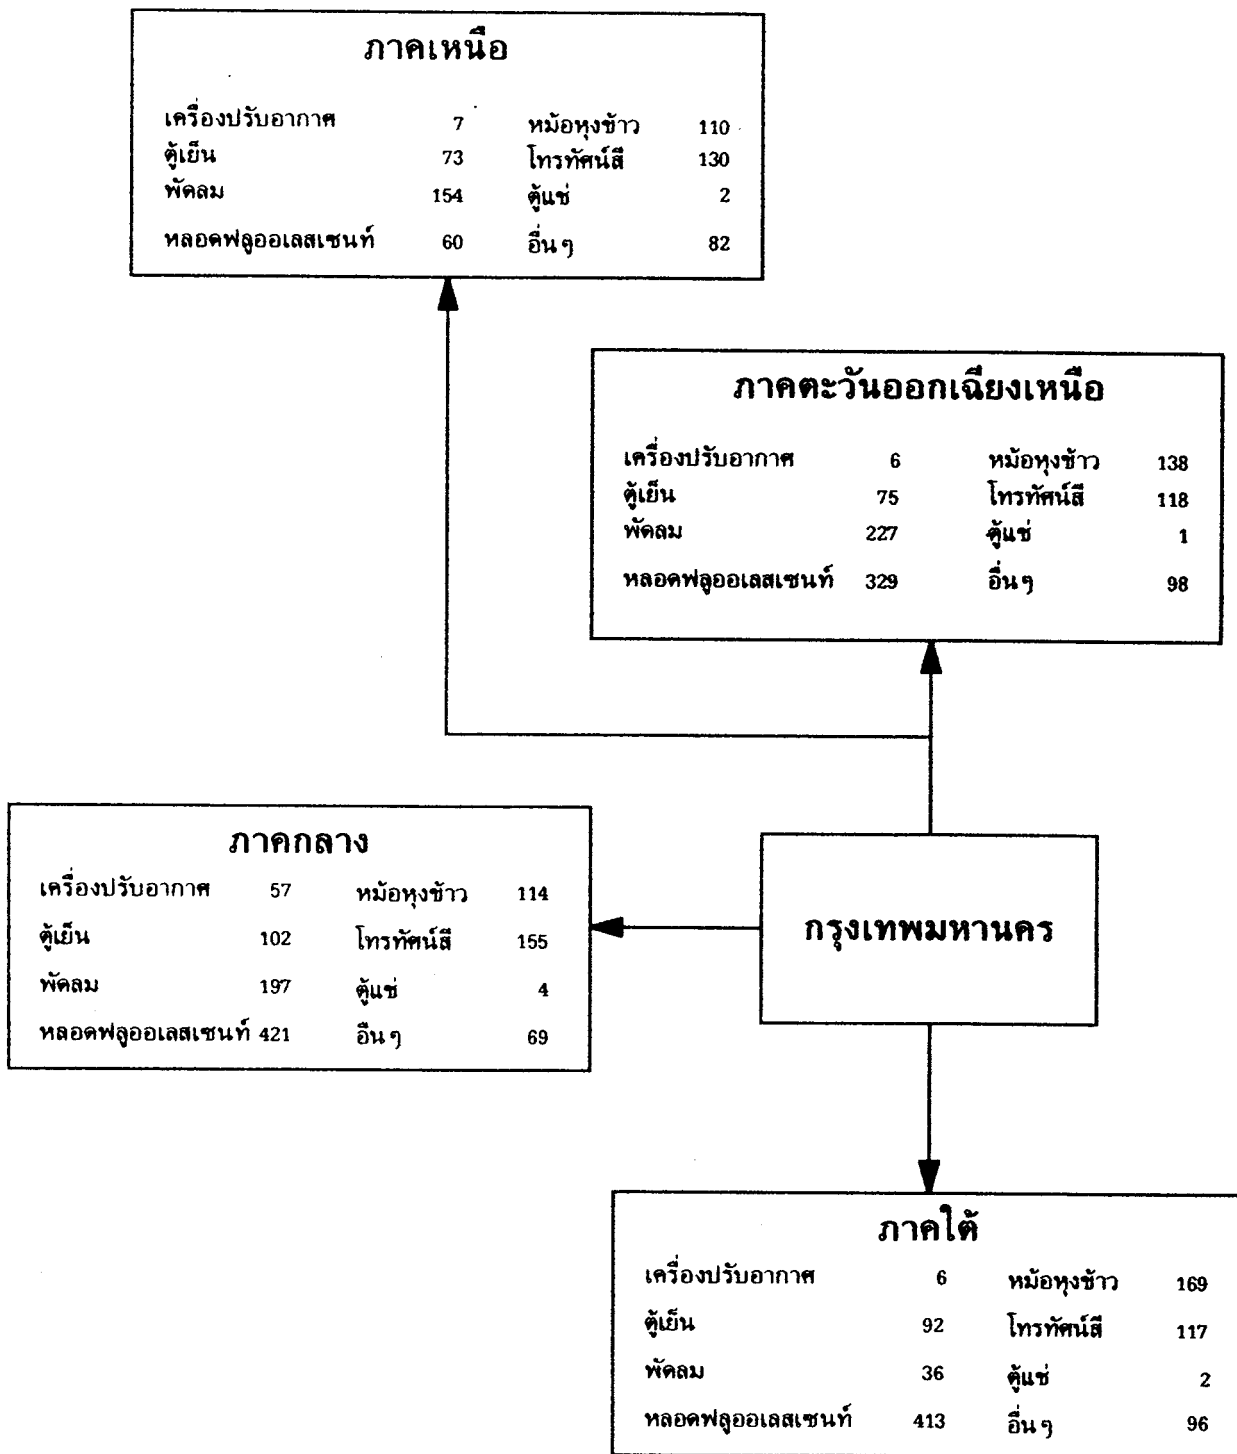 ภาคเหนือ
เครื่องปรับอากาศ 7 หม้อหุงข้าว 110
ตู้เย็น 73 โทรทัศน์สี 130
พัดลม 154 ตู้แช่ 2
หลอดฟลูออเลสเซนท์ 60 อื่นๆ 82
ภาคตะวันออกเฉียงเหนือ
เครื่องปรับอากาศ 6 หม้อหุงข้าว 138
ตู้เย็น 75 โทรทัศน์สี 118
พัดลม 227 ตู้แช่ 1
หลอดฟลูออเลสเซนท์ 329 อื่นๆ 98
ภาคกลาง
เครื่องปรับอากาศ 57 หม้อหุงข้าว 114
ตู้เย็น 102 โทรทัศน์สี 155
พัดลม 197 ตู้แช่ 4
หลอดฟลูออเลสเซนท์ 421 อื่นๆ 69
กรุงเทพมหานคร
ภาคใต้
เครื่องปรับอากาศ 6 หม้อหุงข้าว 169
ตู้เย็น 92 โทรทัศน์สี 117
พัดลม 36 ตู้แช่ 2
หลอดฟลูออเลสเซนท์ 413 อื่นๆ 96